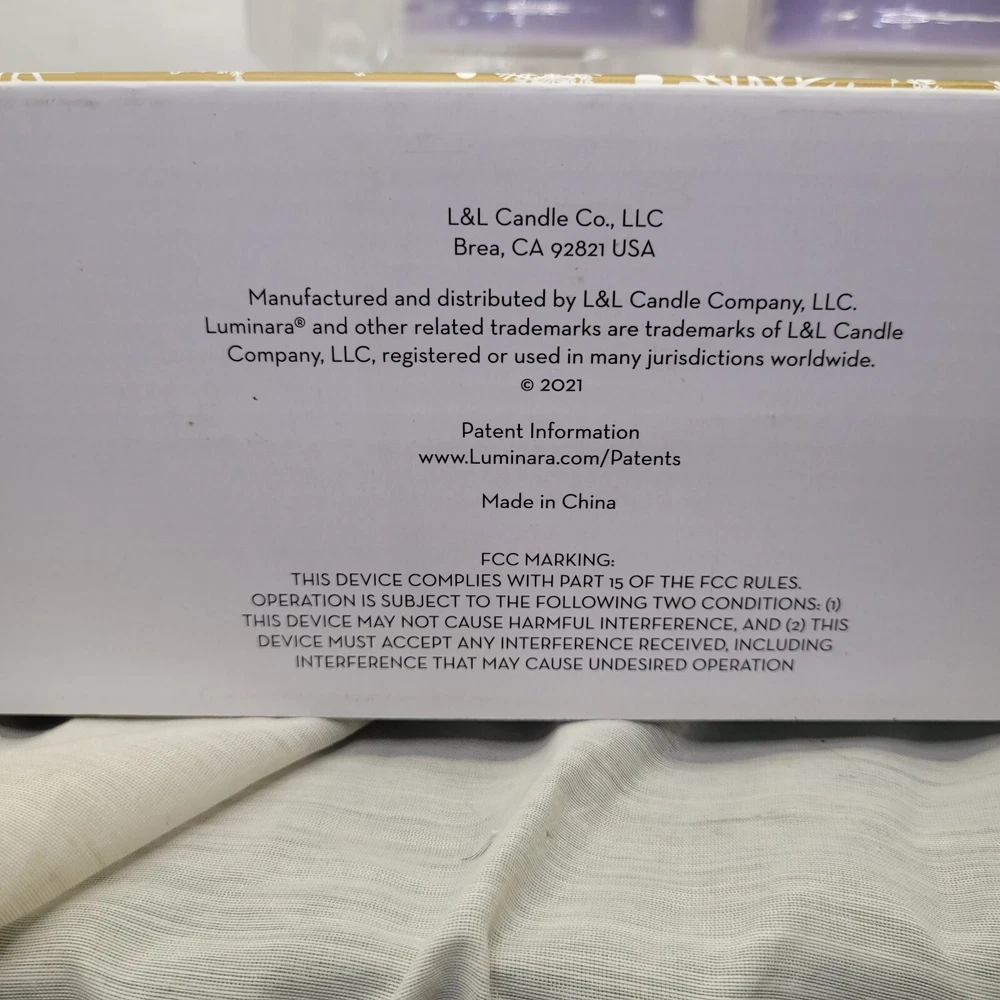 L&L Candle Co., LLC
Brea, CA 92821 USA
Manufactured and distributed by L&L Candle Company, LLC.
Luminara® and other related trademarks are trademarks of L&L Candle
Company, LLC, registered or used in many jurisdictions worldwide.
© 2021
Patent Information
www.Luminara.com/Patents
Made in China
FCC MARKING:
THIS DEVICE COMPLIES WITH PART 15 OF THE FCC RULES.
OPERATION IS SUBJECT TO THE FOLLOWING TWO CONDITIONS: (1)
THIS DEVICE MAY NOT CAUSE HARMFUL INTERFERENCE, AND (2) THIS
DEVICE MUST ACCEPT ANY INTERFERENCE RECEIVED, INCLUDING
INTERFERENCE THAT MAY CAUSE UNDESIRED OPERATION